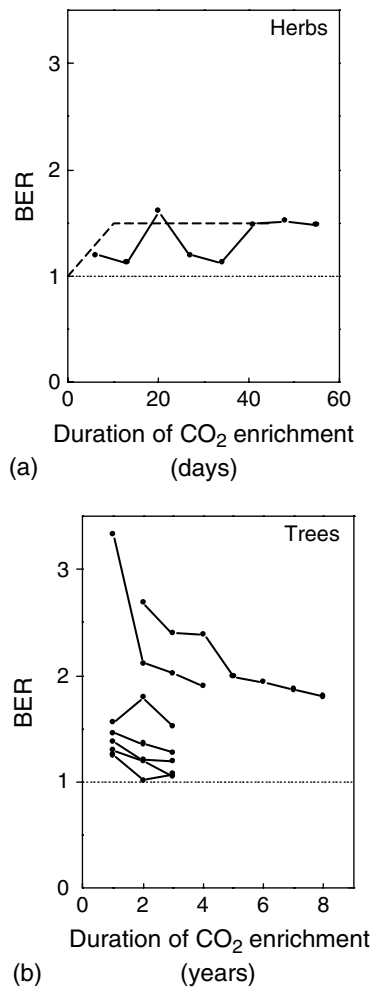 Herbs
3
2
1
0
BER
0 20 40 60
Duration of CO₂ enrichment
(a) (days)
Trees
3
2
1
0
BER
0 2 4 6 8
Duration of CO₂ enrichment
(b) (years)